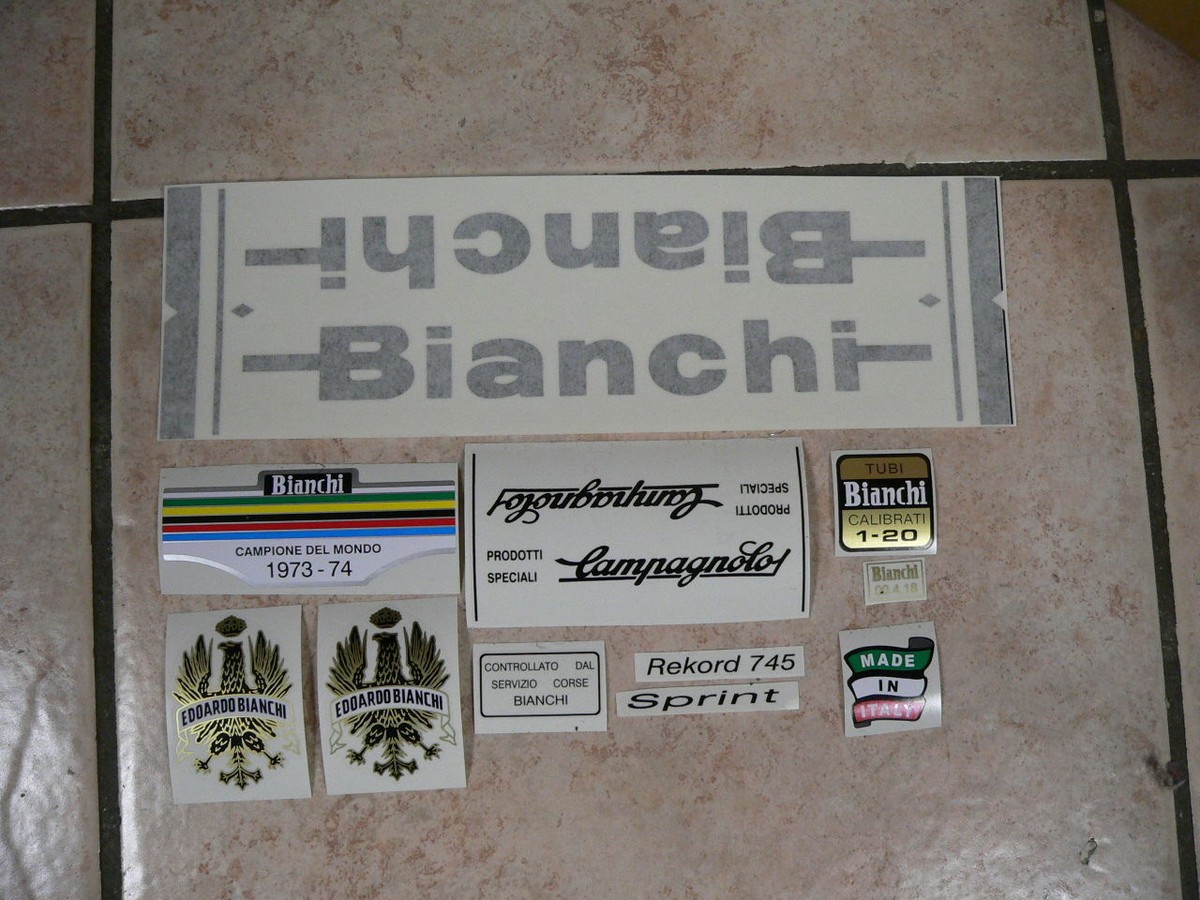 Bianchi
Bianchi
Bianchi
CAMPIONE DEL MONDO
1973 - 74
PRODOTTI
SPECIALI
Campagnolo
PRODOTTI
SPECIALI
Campagnolo
TUBI
Bianchi
CALIBRATI
1-20
Bianchi
EDOARDO BIANCHI
EDOARDO BIANCHI
CONTROLLATO DAL
SERVIZIO CORSE
BIANCHI
Rekord 745
Sprint
MADE
IN
ITALY